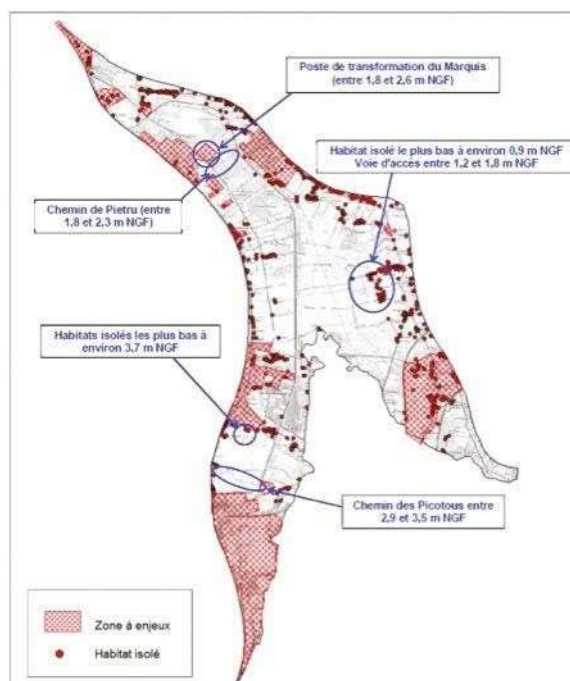 Poste de transformation du Marquis
(entre 1,8 et 2,6 m NGF)
Habitat isolé le plus bas à environ 0,9 m NGF
Voie d'acces entre 1,2 et 1,8 m NGF
Chemin de Pietru (entre
1,8 et 2,3 m NGF)
Habitats isolés les plus bas à
environ 3,7 m NGF
Chemin des Picotous entre
2,9 et 3,5 m NGF
Zone à enjeux
Habitat isolé